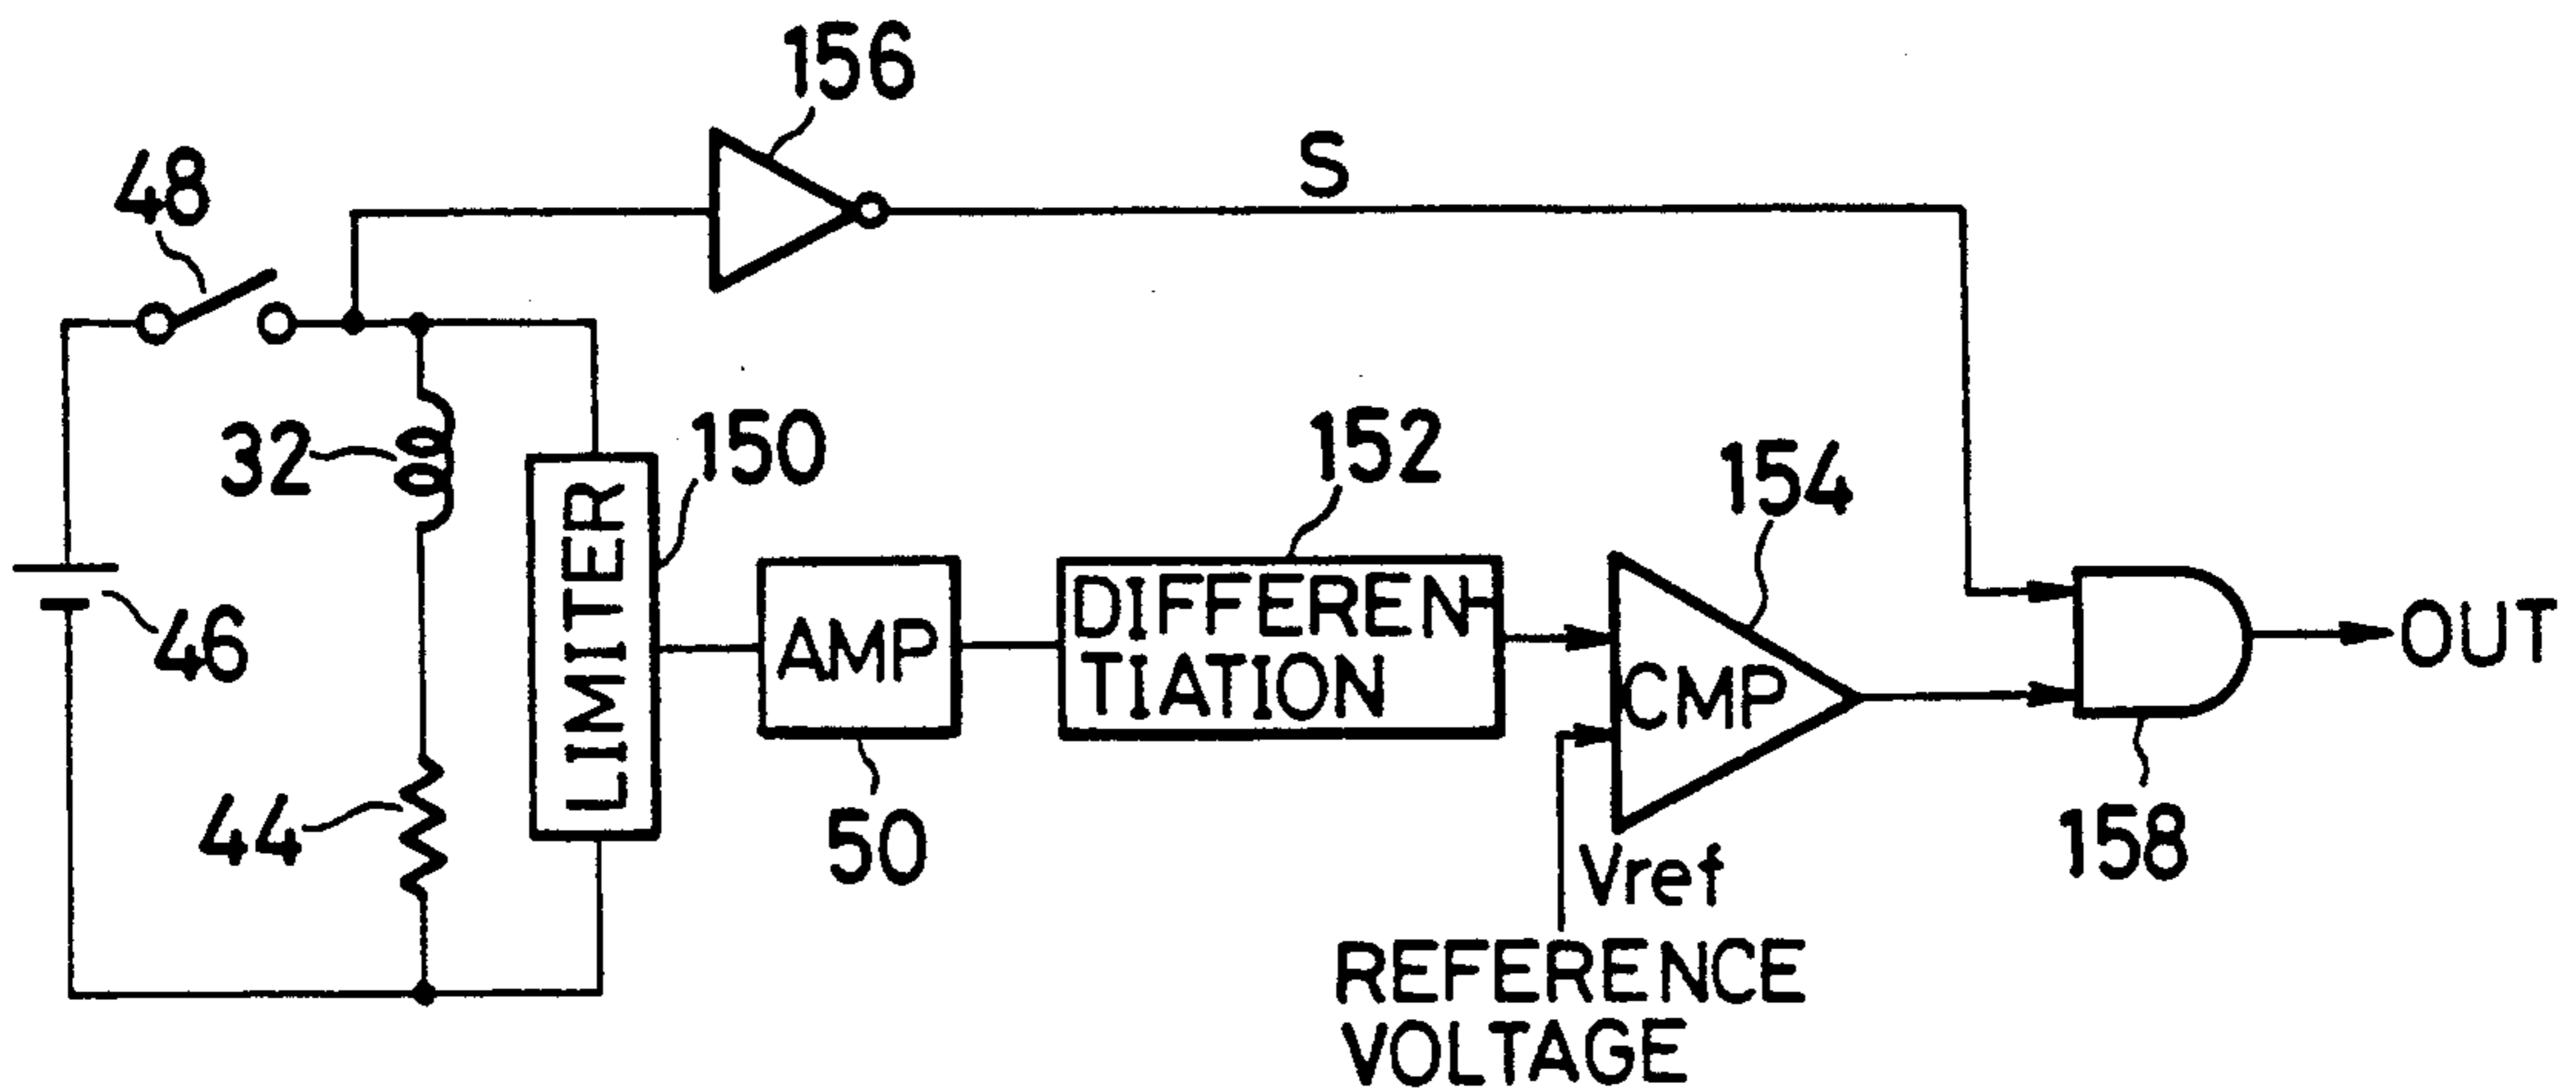 156
S
48
32
150
152
154
46
LIMITER
AMP
DIFFEREN-
TIATION
CMP
OUT
44
50
Vref
158
REFERENCE
VOLTAGE